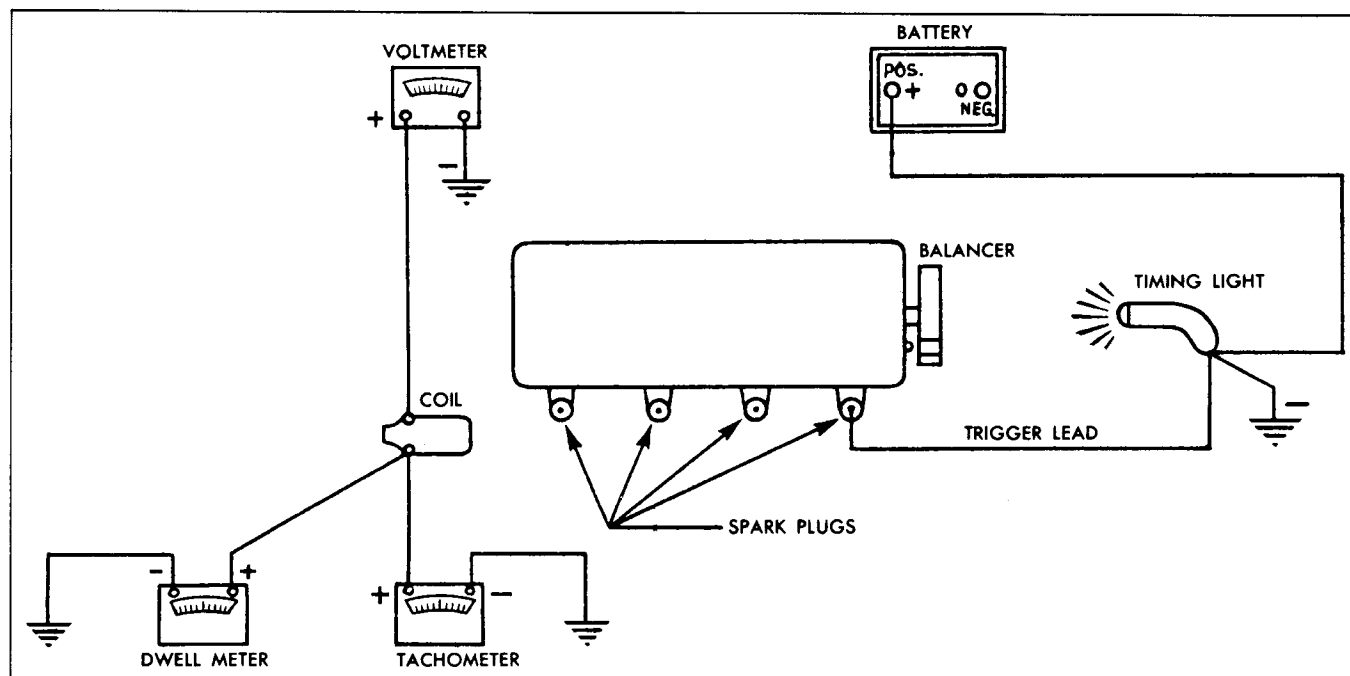 BATTERY
VOLTMETER
POS.
+ O
NEG.
+
−
BALANCER
TIMING LIGHT
COIL
−
TRIGGER LEAD
SPARK PLUGS
− +
+ −
DWELL METER
TACHOMETER